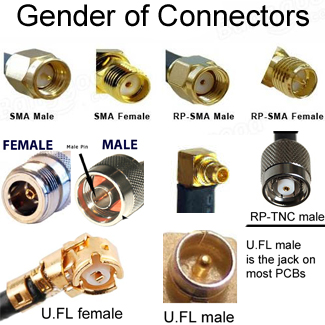 Gender of Connectors
SMA Male
SMA Female
RP-SMA Male
RP-SMA Female
FEMALE
Male Pin
MALE
RP-TNC male
U.FL male
is the jack on
most PCBs
U.FL female
U.FL male